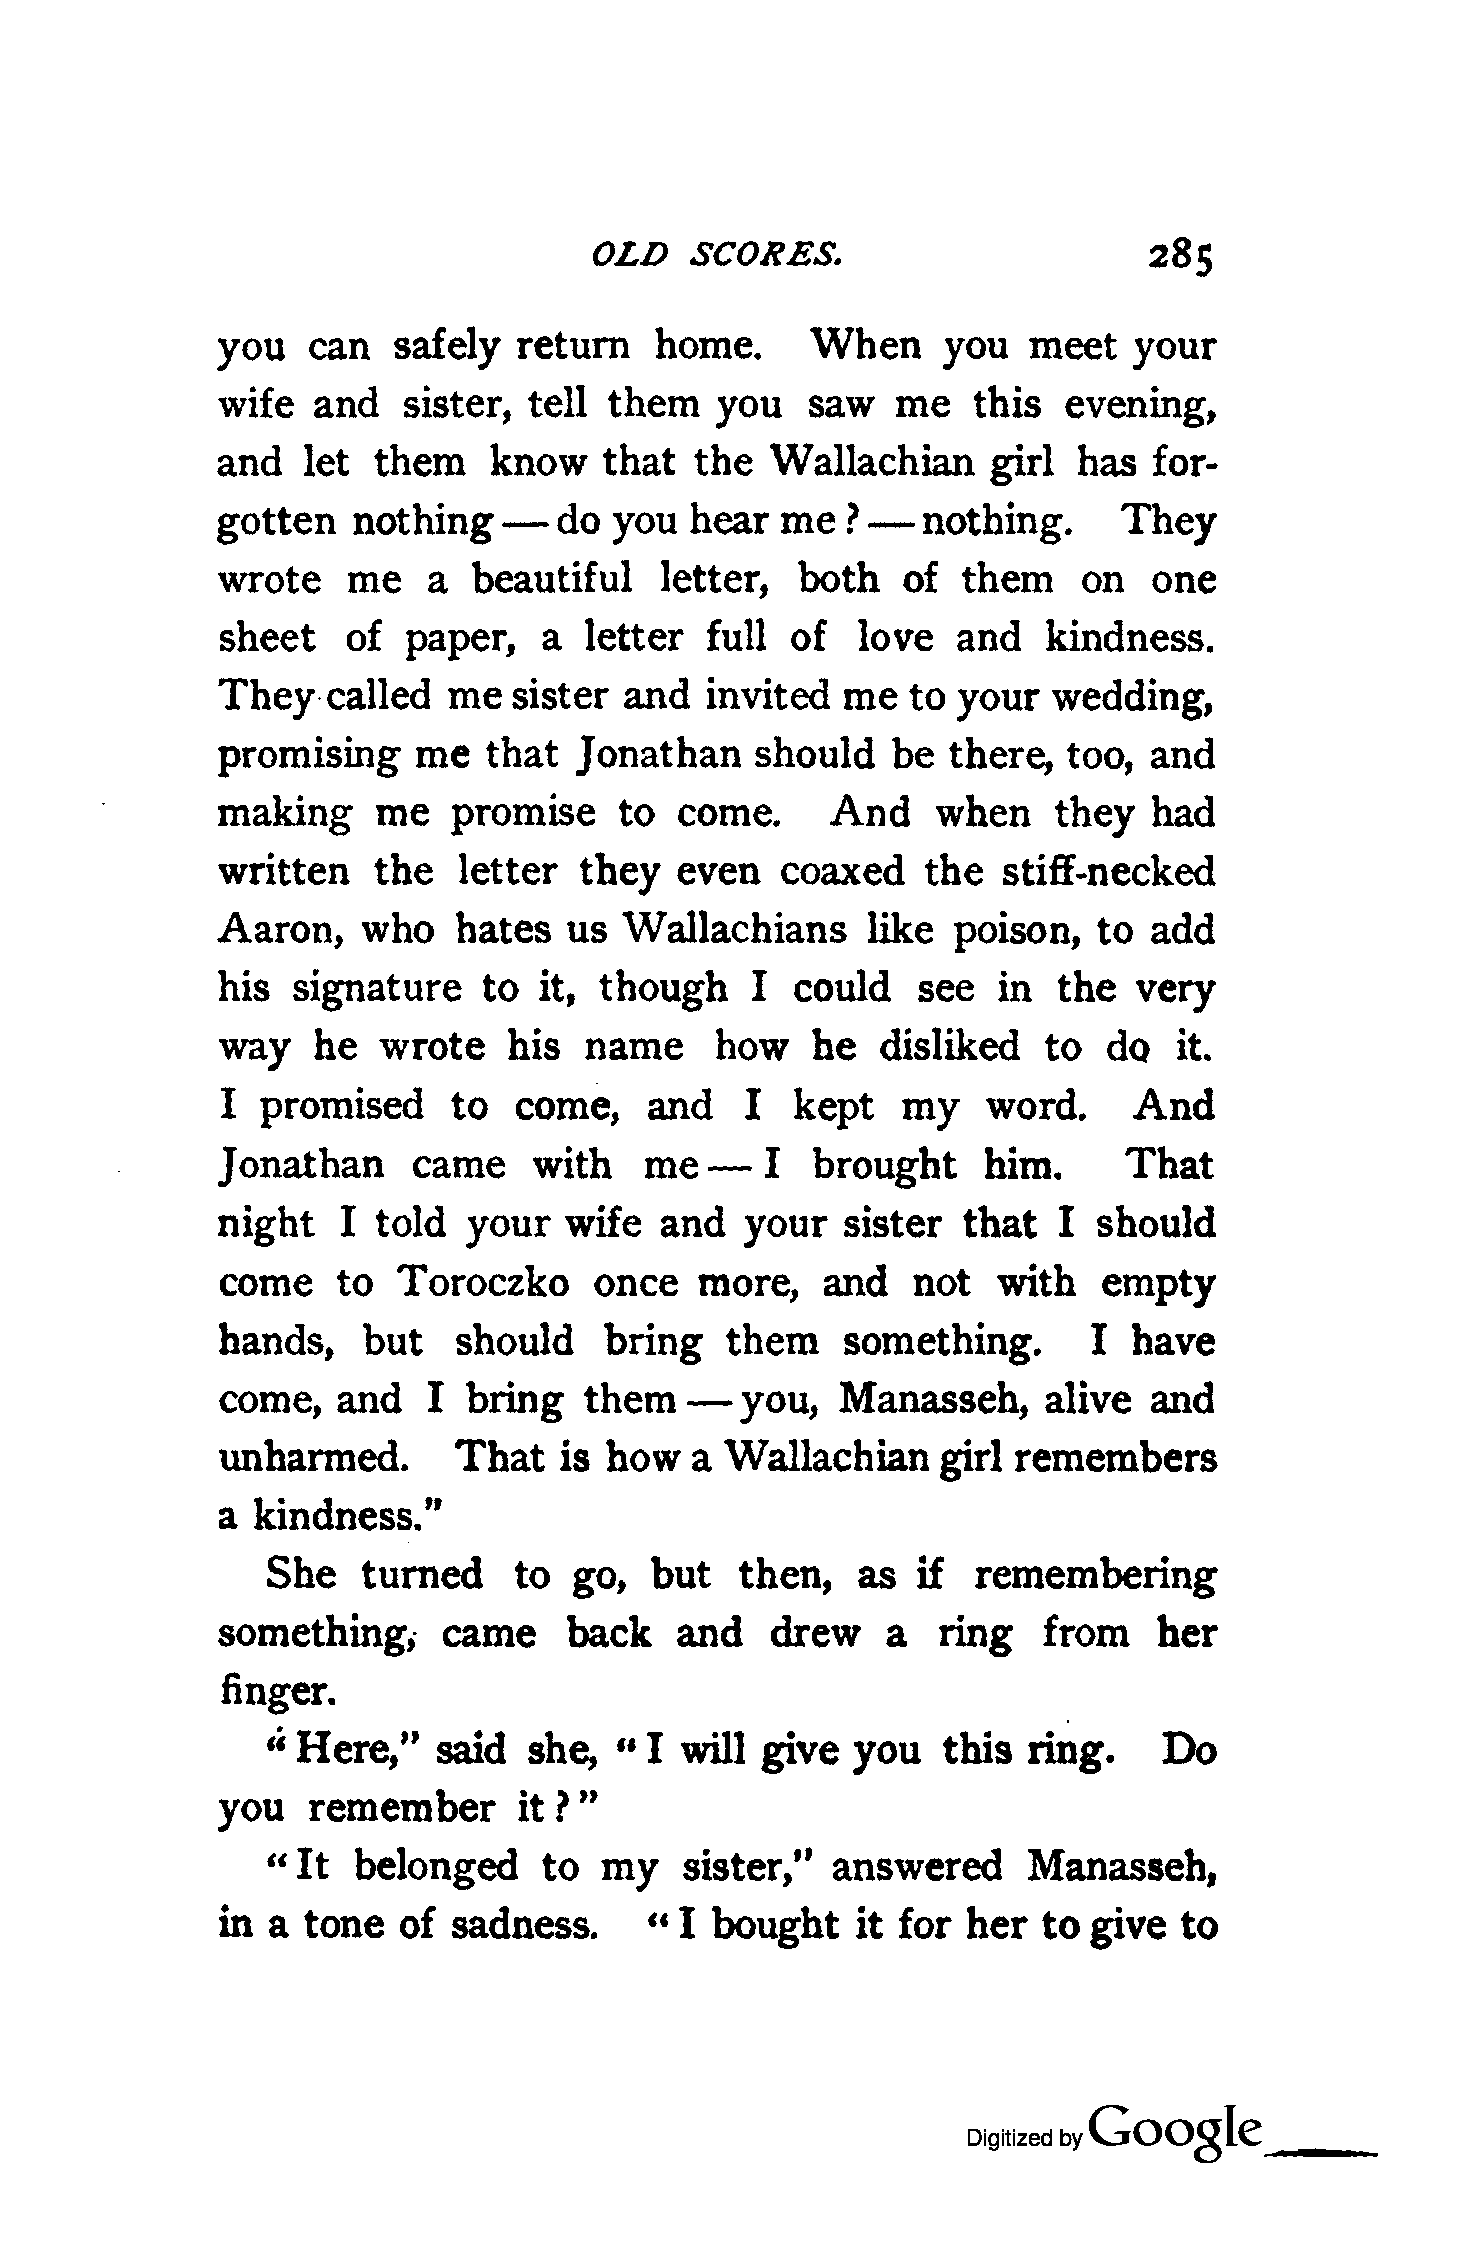 OLD SCORES. 285
you can safely return home. When you meet your
wife and sister, tell them you saw me this evening,
and let them know that the Wallachian girl has for-
gotten nothing — do you hear me ? — nothing. They
wrote me a beautiful letter, both of them on one
sheet of paper, a letter full of love and kindness.
They called me sister and invited me to your wedding,
promising me that Jonathan should be there, too, and
making me promise to come. And when they had
written the letter they even coaxed the stiff-necked
Aaron, who hates us Wallachians like poison, to add
his signature to it, though I could see in the very
way he wrote his name how he disliked to do it.
I promised to come, and I kept my word. And
Jonathan came with me — I brought him. That
night I told your wife and your sister that I should
come to Toroczko once more, and not with empty
hands, but should bring them something. I have
come, and I bring them — you, Manasseh, alive and
unharmed. That is how a Wallachian girl remembers
a kindness."
She turned to go, but then, as if remembering
something, came back and drew a ring from her
finger.
"Here," said she, "I will give you this ring. Do
you remember it ? "
"It belonged to my sister," answered Manasseh,
in a tone of sadness. "I bought it for her to give to
Digitized by Google